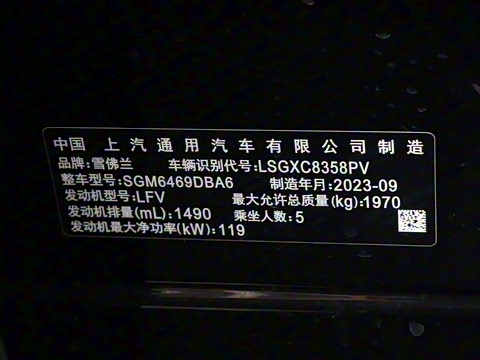 中国 上汽通用汽车有限公司制造
品牌:雪佛兰 车辆识别代号:LSGXC8358PV
整车型号:SGM6469DBA6 制造年月:2023-09
发动机型号:LFV 最大允许总质量(kg):1970
发动机排量(mL):1490 乘坐人数:5
发动机最大净功率(kW):119